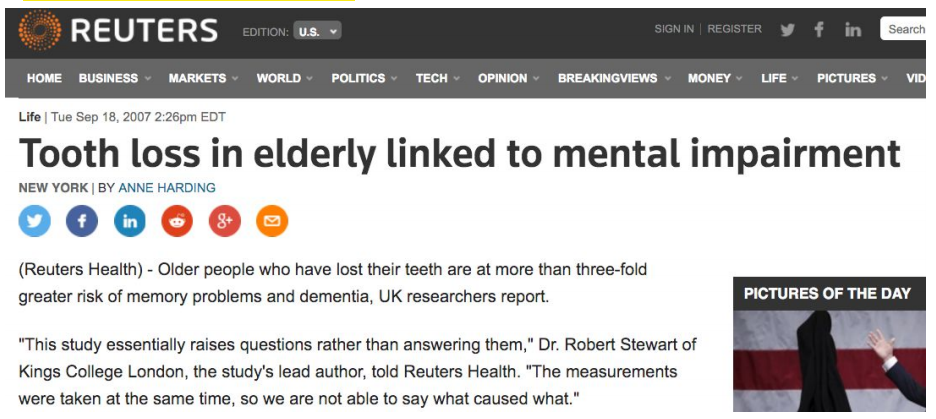 REUTERS EDITION: U.S. SIGN IN | REGISTER Search
HOME BUSINESS MARKETS WORLD POLITICS TECH OPINION BREAKINGVIEWS MONEY LIFE PICTURES VID
Life | Tue Sep 18, 2007 2:26pm EDT
Tooth loss in elderly linked to mental impairment
NEW YORK | BY ANNE HARDING
(Reuters Health) - Older people who have lost their teeth are at more than three-fold
greater risk of memory problems and dementia, UK researchers report.
"This study essentially raises questions rather than answering them," Dr. Robert Stewart of
Kings College London, the study's lead author, told Reuters Health. "The measurements
were taken at the same time, so we are not able to say what caused what."
PICTURES OF THE DAY